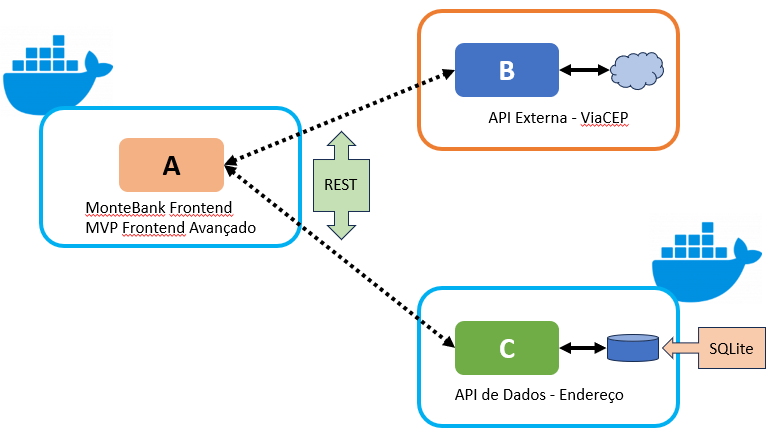 B
API Externa - ViaCEP
A
MonteBank Frontend
MVP Frontend Avançado
REST
C
API de Dados - Endereço
SQLite